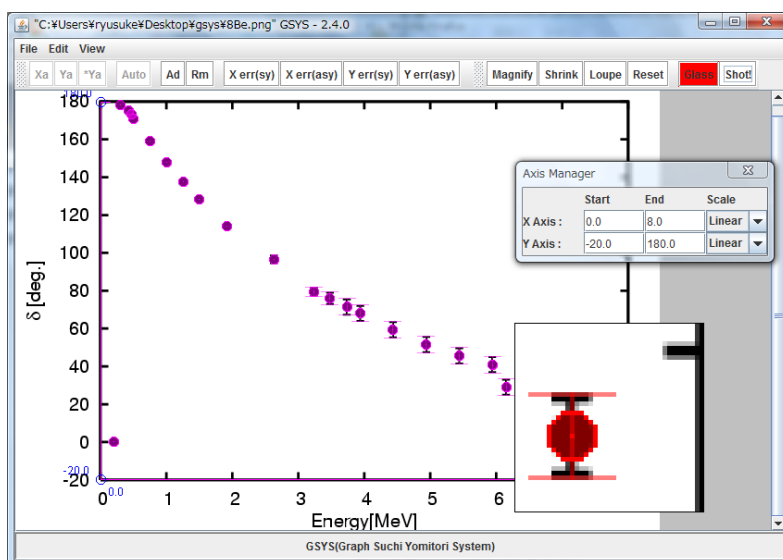 "C:¥Users¥ryusuke¥Desktop¥gsys¥8Be.png" GSYS - 2.4.0
File Edit View
Xa Ya *Ya Auto Ad Rm X err(sy) X err(asy) Y err(sy) Y err(asy) Magnify Shrink Loupe Reset Glass Shot!
180.0
180
160
140
120
100
80
60
40
20
0
-20
-20.0
δ [deg.]
0 1 2 3 4 5 6
0.0
Energy[MeV]
Axis Manager
Start End Scale
X Axis : 0.0 8.0 Linear
Y Axis : -20.0 180.0 Linear
GSYS(Graph Suchi Yomitori System)